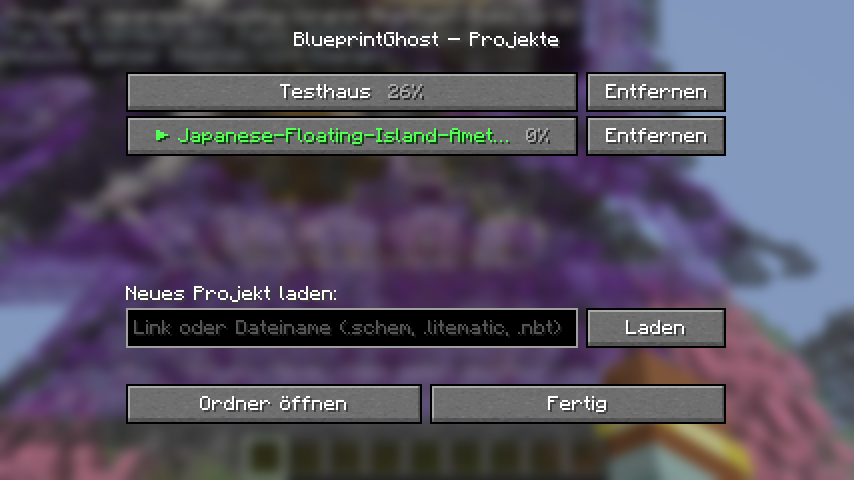 BlueprintGhost – Projekte
Testhaus 26%
Entfernen
► Japanese-Floating-Island-Amet... 0%
Entfernen
Neues Projekt laden:
Link oder Dateiname (.schem, .litematic, .nbt)
Laden
Ordner öffnen
Fertig